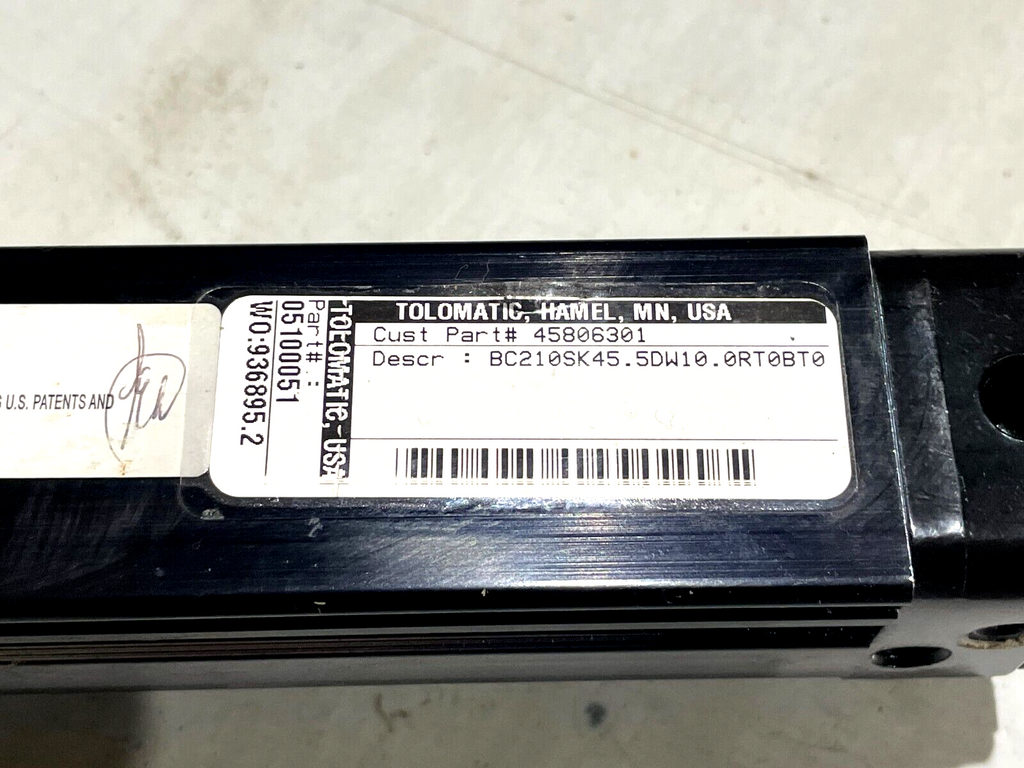 TOLOMATIC, HAMEL, MN, USA
Cust Part# 45806301
Descr : BC210SK45.5DW10.0RT0BT0
TOLOMATIC, USA
Part#:
05100051
WO:936895.2
U.S. PATENTS AND